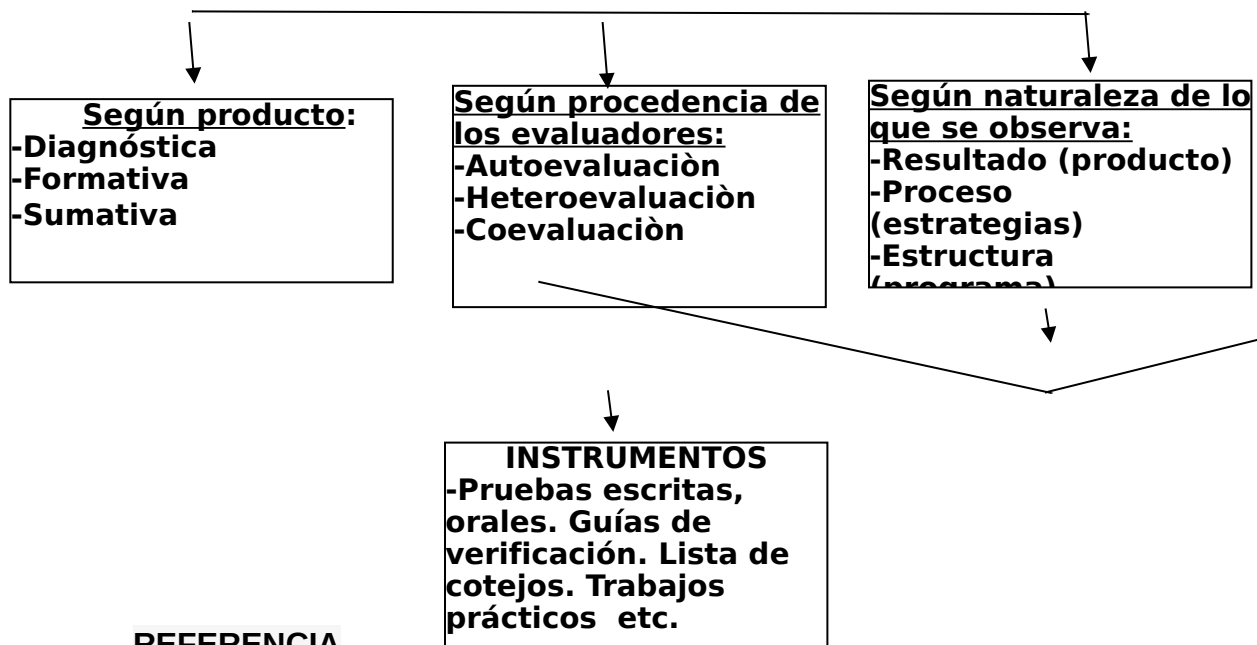 Según producto:
-Diagnóstica
-Formativa
-Sumativa
Según procedencia de
los evaluadores:
-Autoevaluaciòn
-Heteroevaluaciòn
-Coevaluaciòn
Según naturaleza de lo
que se observa:
-Resultado (producto)
-Proceso
(estrategias)
-Estructura
(programa)
INSTRUMENTOS
-Pruebas escritas,
orales. Guías de
verificación. Lista de
cotejos. Trabajos
prácticos  etc.
REFERENCIA